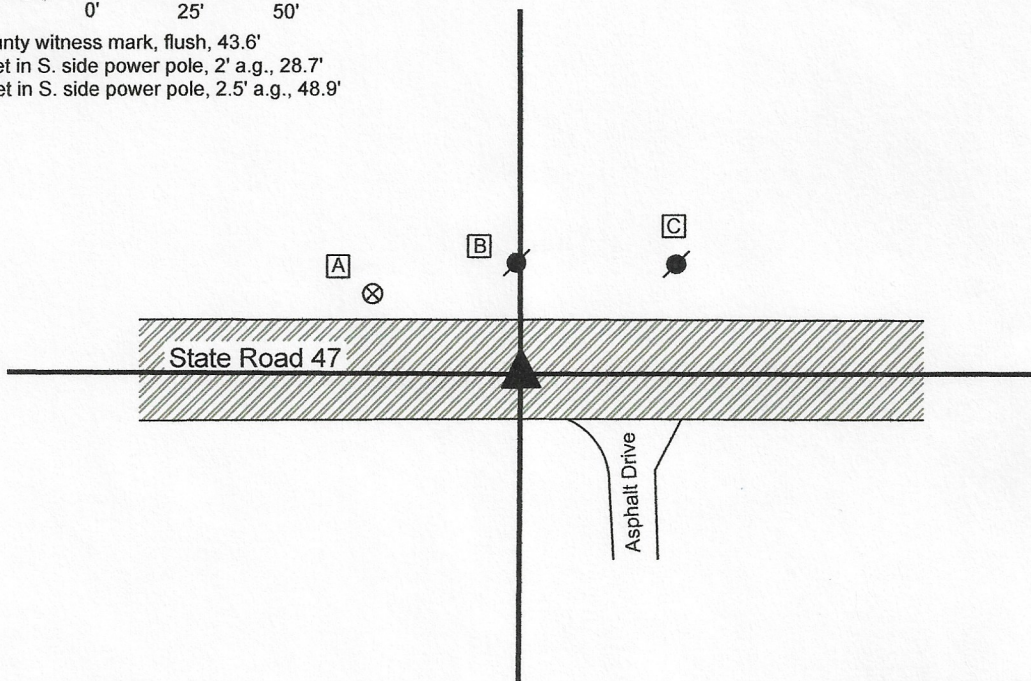 0' 25' 50'
unty witness mark, flush, 43.6'
et in S. side power pole, 2' a.g., 28.7'
et in S. side power pole, 2.5' a.g., 48.9'
C
B
A
State Road 47
Asphalt Drive